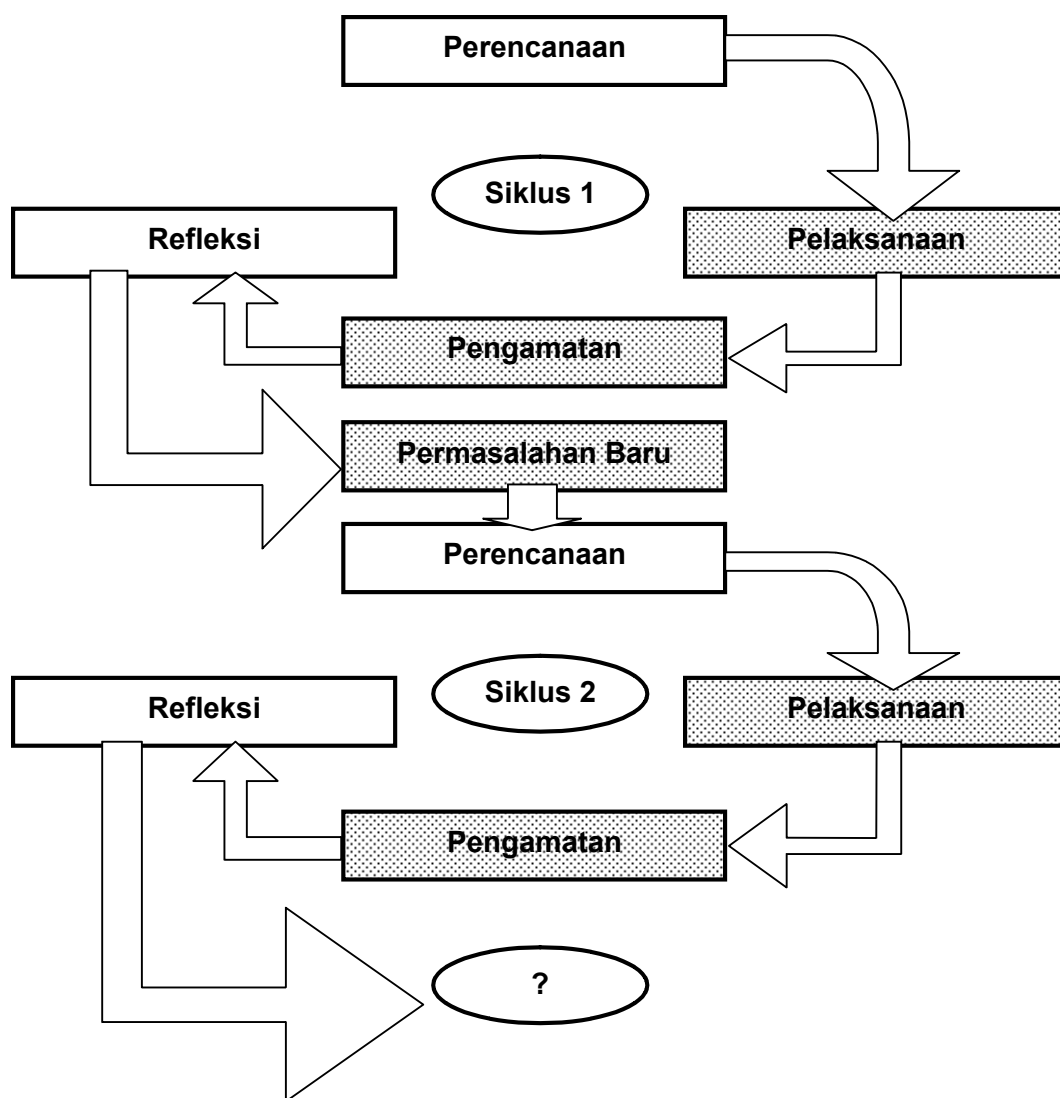 Perencanaan
Siklus 1
Refleksi
Pelaksanaan
Pengamatan
Permasalahan Baru
Perencanaan
Siklus 2
Refleksi
Pelaksanaan
Pengamatan
?